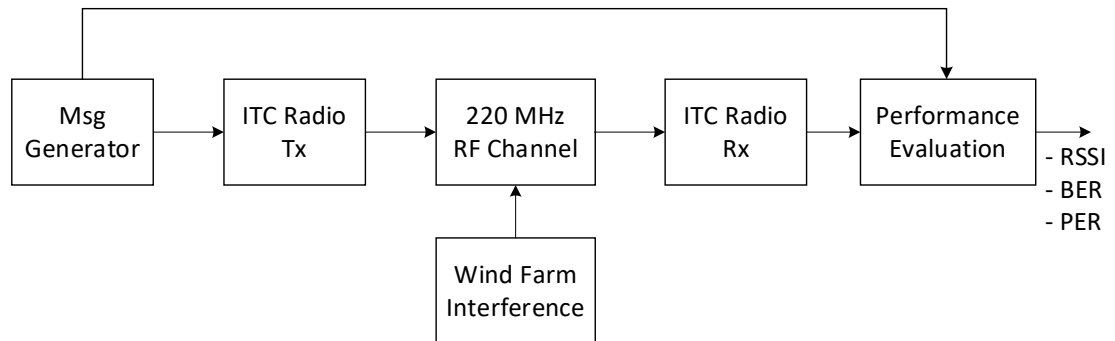 Msg
Generator
ITC Radio
Tx
220 MHz
RF Channel
ITC Radio
Rx
Performance
Evaluation
- RSSI
- BER
- PER
Wind Farm
Interference